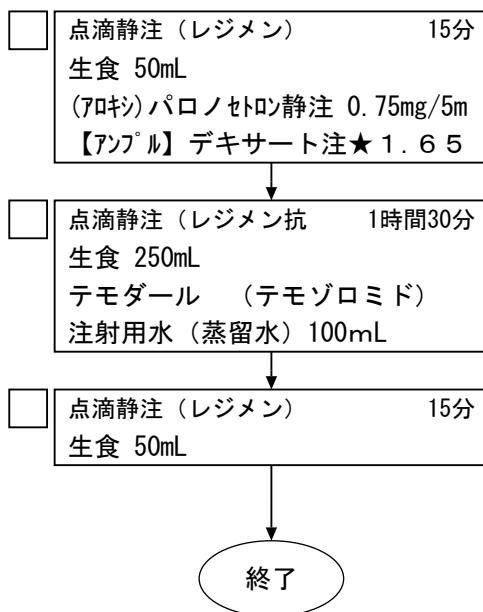 点滴静注（レジメン） 15分
生食 50mL
(ｱﾛｷｼ)パロノｾﾄﾛﾝ静注 0.75mg/5m
【ｱﾝﾌﾟﾙ】デキサート注★１.６５
点滴静注（レジメン抗 1時間30分
生食 250mL
テモダール （テモゾロミド）
注射用水（蒸留水）100mL
点滴静注（レジメン） 15分
生食 50mL
終了